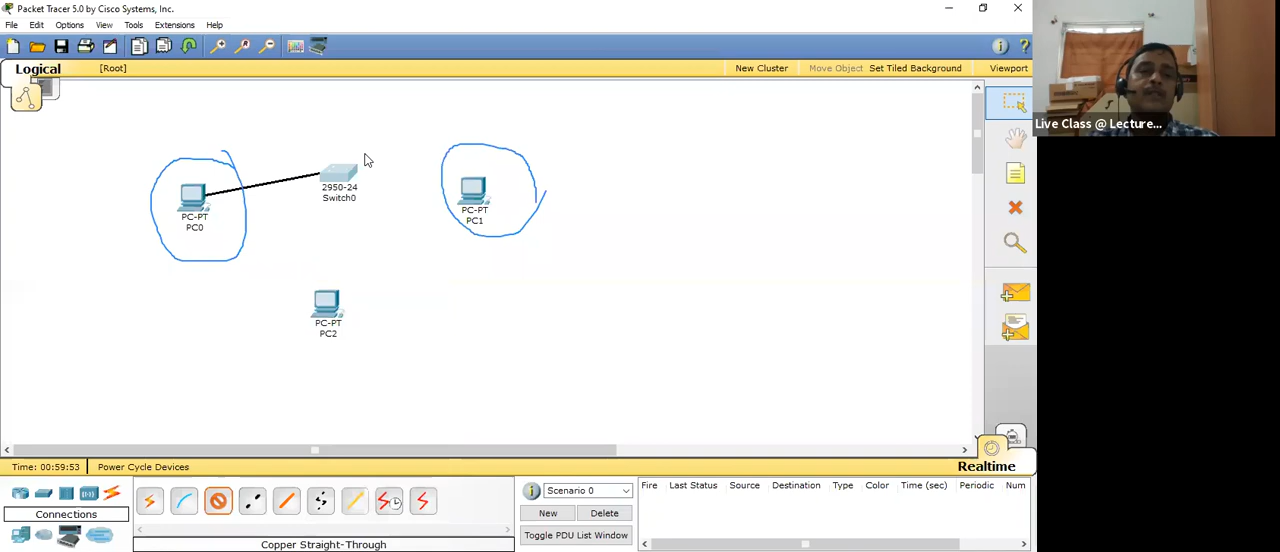 Packet Tracer 5.0 by Cisco Systems, Inc.
File Edit Options View Tools Extensions Help
Logical [Root] New Cluster Move Object Set Tiled Background Viewport
Live Class @ Lecture...
2950-24
Switch0
PC-PT
PC0
PC-PT
PC1
PC-PT
PC2
Time: 00:59:53 Power Cycle Devices Realtime
Scenario 0
Fire Last Status Source Destination Type Color Time (sec) Periodic Num
Connections
New Delete
Toggle PDU List Window
Copper Straight-Through